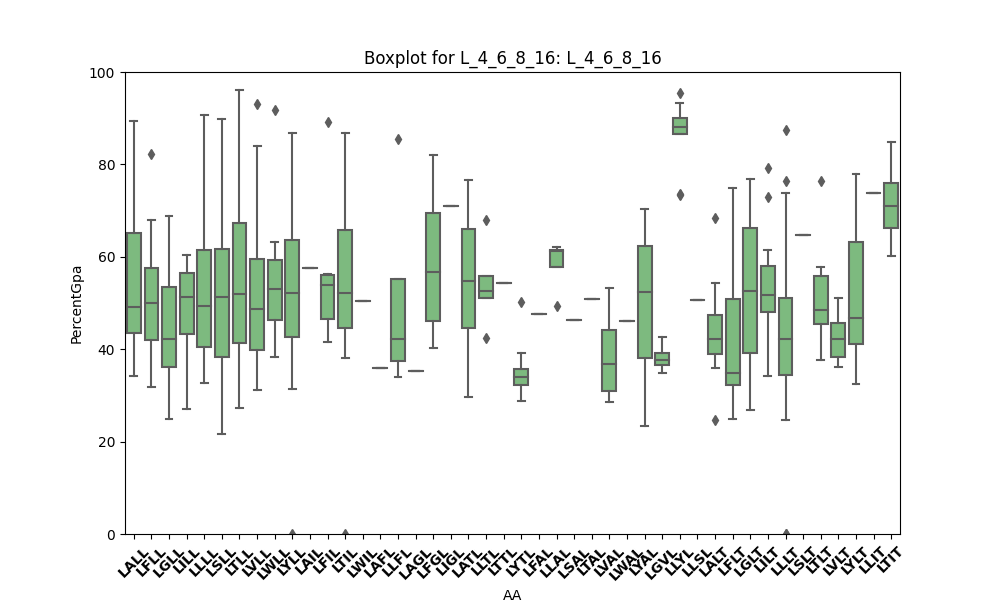 Boxplot for L_4_6_8_16: L_4_6_8_16
100
80
60
40
20
0
PercentGpa
LALL LFLL LGLL LILL LLLL LSLL LTLL LVLL LWLL LYLL LAIL LFIL LTIL LWIL LAFL LLFL LAGL LFGL LIGL LATL LLTL LTTL LYTL LFAL LLAL LSAL LTAL LVAL LWAL LYAL LGVL LLYL LLSL LALT LFLT LGLT LILT LLLT LSLT LTLT LVLT LYLT LLIT LTIT
AA